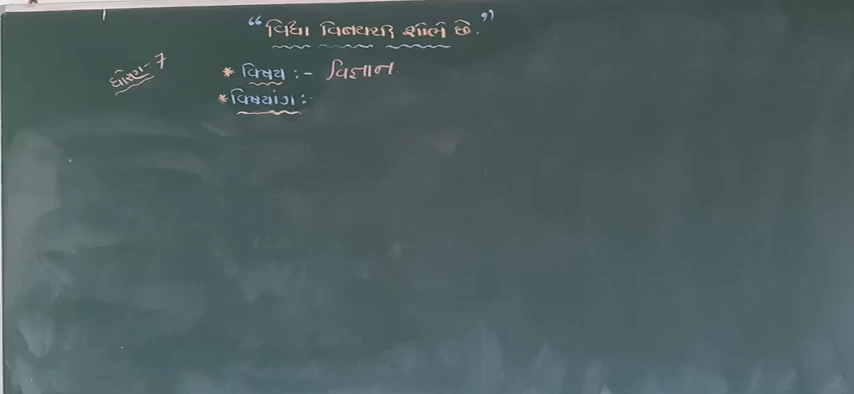 “વિદ્યા વિનયથી શોભે છે.”
ધોરણ-7
* વિષય :- વિજ્ઞાન.
* વિષયાંગ :-